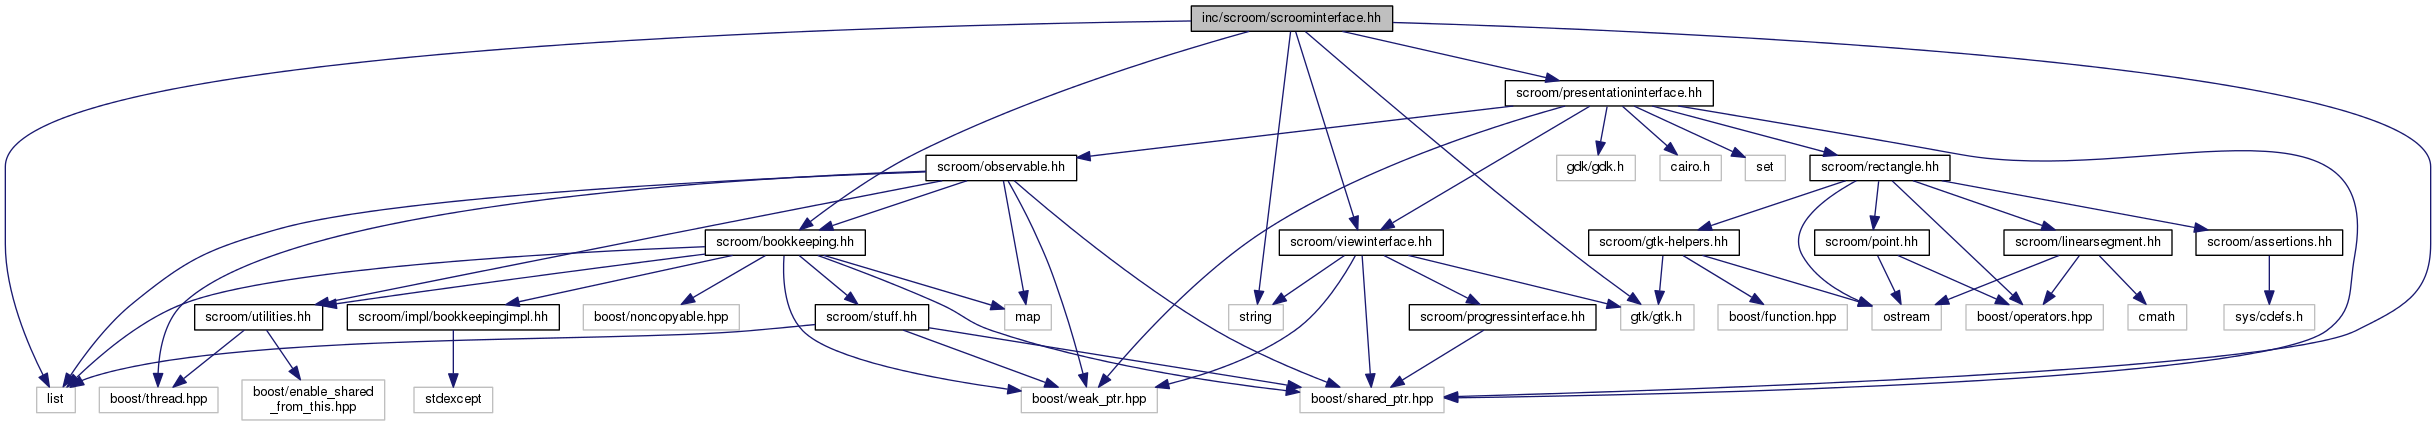 inc/scroom/scroominterface.hh
scroom/presentationinterface.hh
scroom/observable.hh
gdk/gdk.h
cairo.h
set
scroom/rectangle.hh
scroom/bookkeeping.hh
scroom/viewinterface.hh
scroom/gtk-helpers.hh
scroom/point.hh
scroom/linearsegment.hh
scroom/assertions.hh
scroom/utilities.hh
scroom/impl/bookkeepingimpl.hh
boost/noncopyable.hpp
scroom/stuff.hh
map
string
scroom/progressinterface.hh
gtk/gtk.h
boost/function.hpp
ostream
boost/operators.hpp
cmath
sys/cdefs.h
list
boost/thread.hpp
boost/enable_shared
_from_this.hpp
stdexcept
boost/weak_ptr.hpp
boost/shared_ptr.hpp